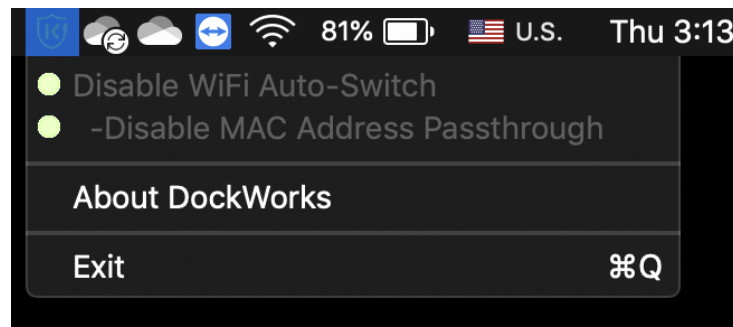 81% U.S. Thu 3:13
Disable WiFi Auto-Switch
-Disable MAC Address Passthrough
About DockWorks
Exit ⌘Q